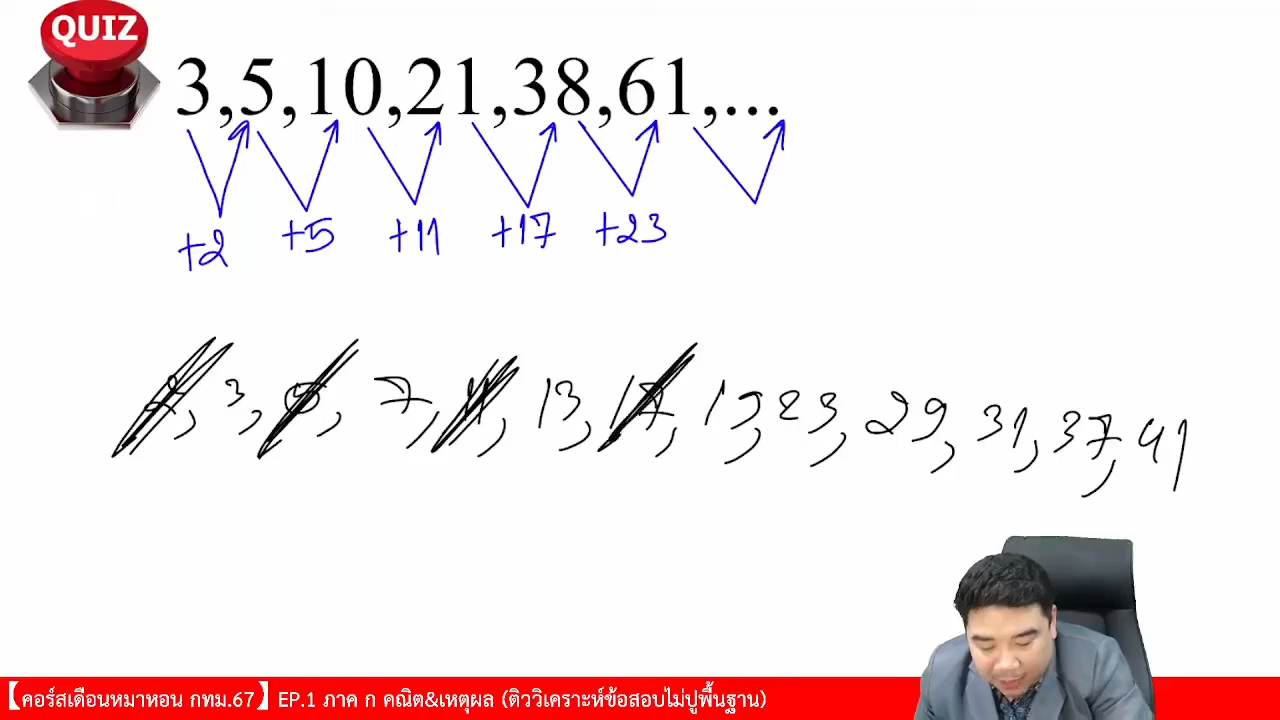 QUIZ
3,5,10,21,38,61,...
+2 +5 +11 +17 +23
2, 3, 5, 7, 11, 13, 17, 19, 23, 29, 31, 37, 41
【คอร์สเดือนหมาหอน กทม.67】 EP.1 ภาค ก คณิต&เหตุผล (ติววิเคราะห์ข้อสอบไม่ปูพื้นฐาน)